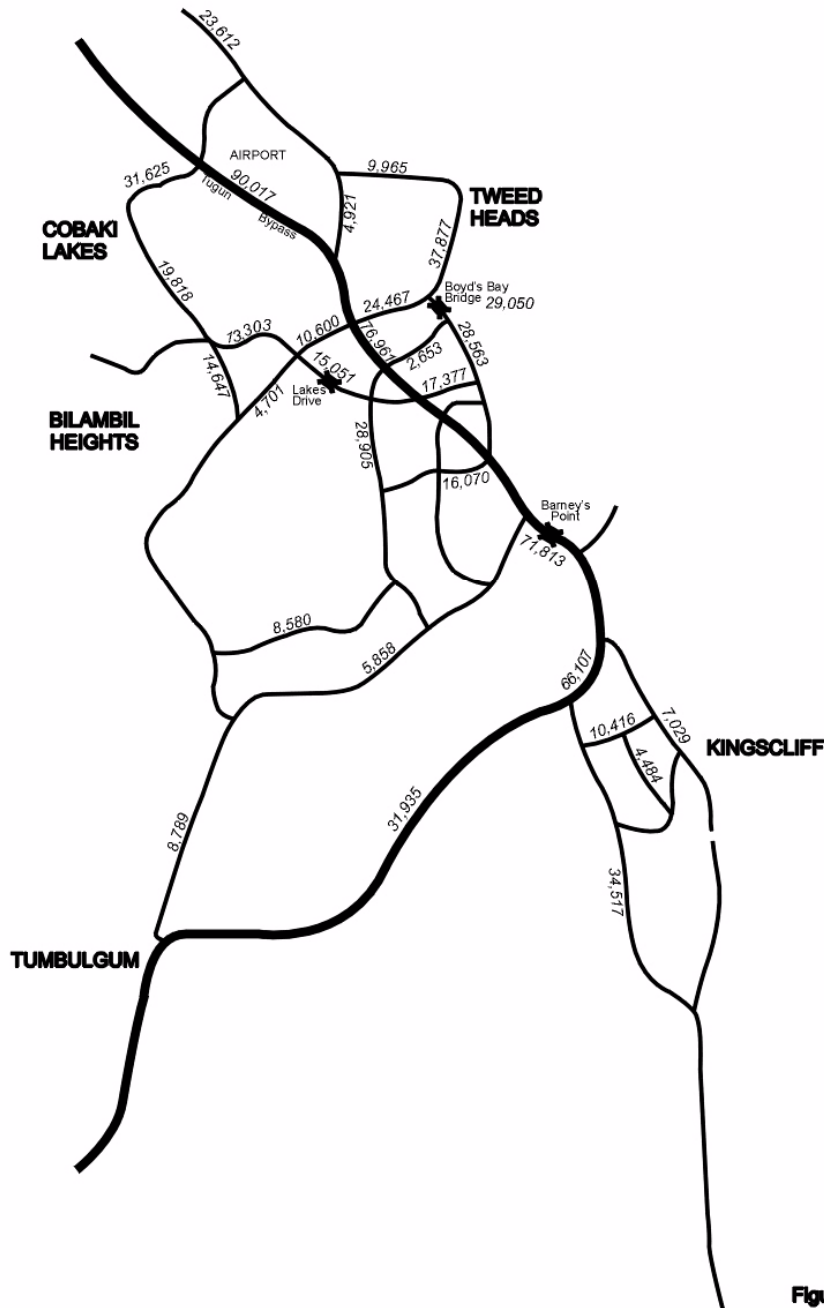 23,612
AIRPORT
31,625
90,017
Tugun
Bypass
9,965
4,921
TWEED
HEADS
COBAKI
LAKES
37,877
19,818
Boyd's Bay
Bridge
29,050
24,467
13,303
10,600
76,961
28,563
2,653
15,051
14,647
4,701
Lakes
Drive
17,377
BILAMBIL
HEIGHTS
28,905
16,070
Barney's
Point
71,813
8,580
5,858
66,107
10,416
7,029
KINGSCLIFF
4,484
31,935
8,789
34,517
TUMBULGUM